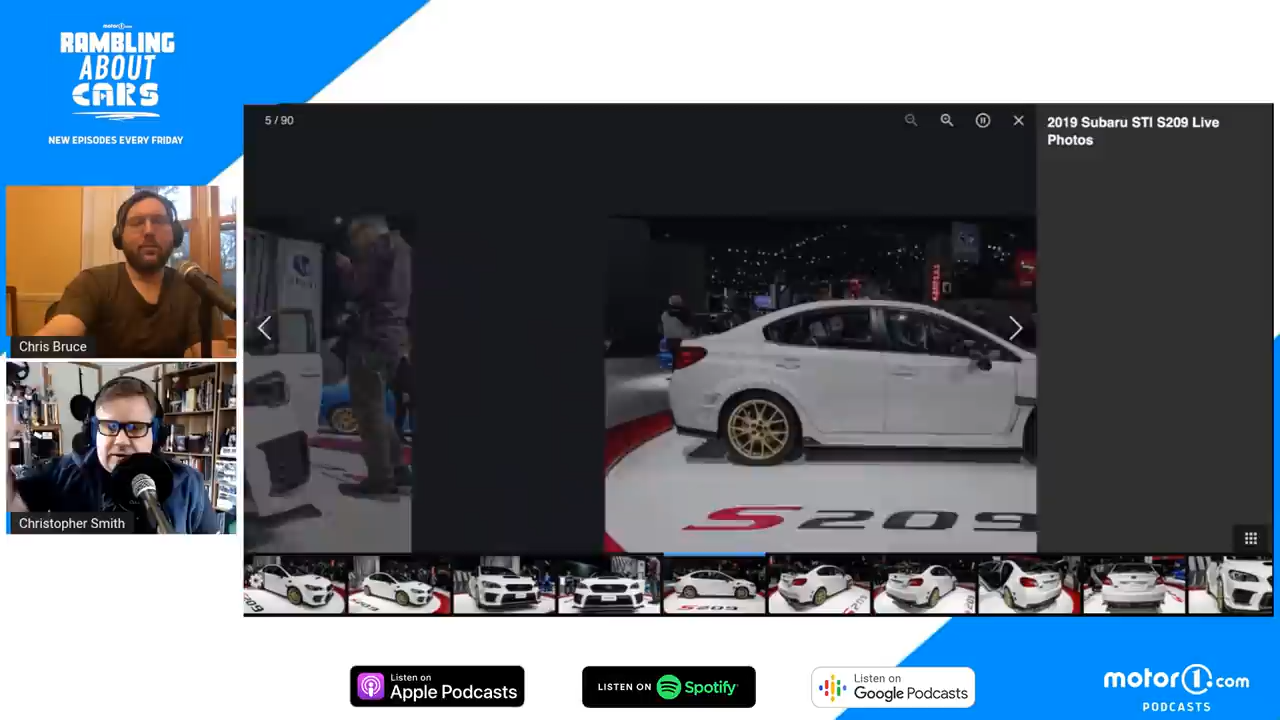 motor1.com
RAMBLING
ABOUT
CARS
NEW EPISODES EVERY FRIDAY
5 / 90
2019 Subaru STI S209 Live
Photos
Chris Bruce
Christopher Smith
S209
S209
Listen on
Apple Podcasts
LISTEN ON Spotify
Listen on
Google Podcasts
motor1.com
PODCASTS